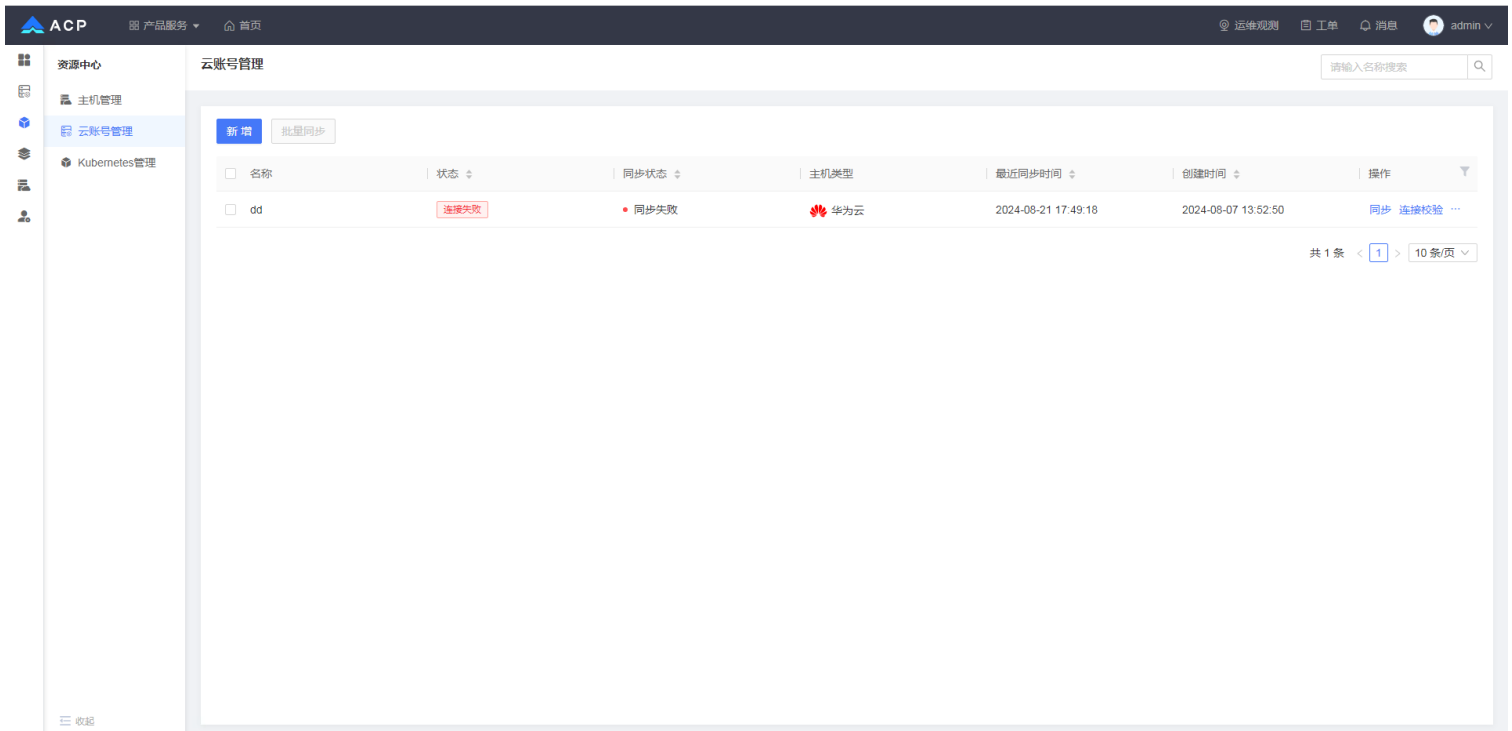 ACP 产品服务 首页 运维观测 工单 消息 admin
资源中心
主机管理
云账号管理
Kubernetes管理
收起
云账号管理 请输入名称搜索
新 增 批量同步
名称 状态 同步状态 主机类型 最近同步时间 创建时间 操作
dd 连接失败 同步失败 华为云 2024-08-21 17:49:18 2024-08-07 13:52:50 同步 连接校验 ···
共 1 条 < 1 > 10 条/页